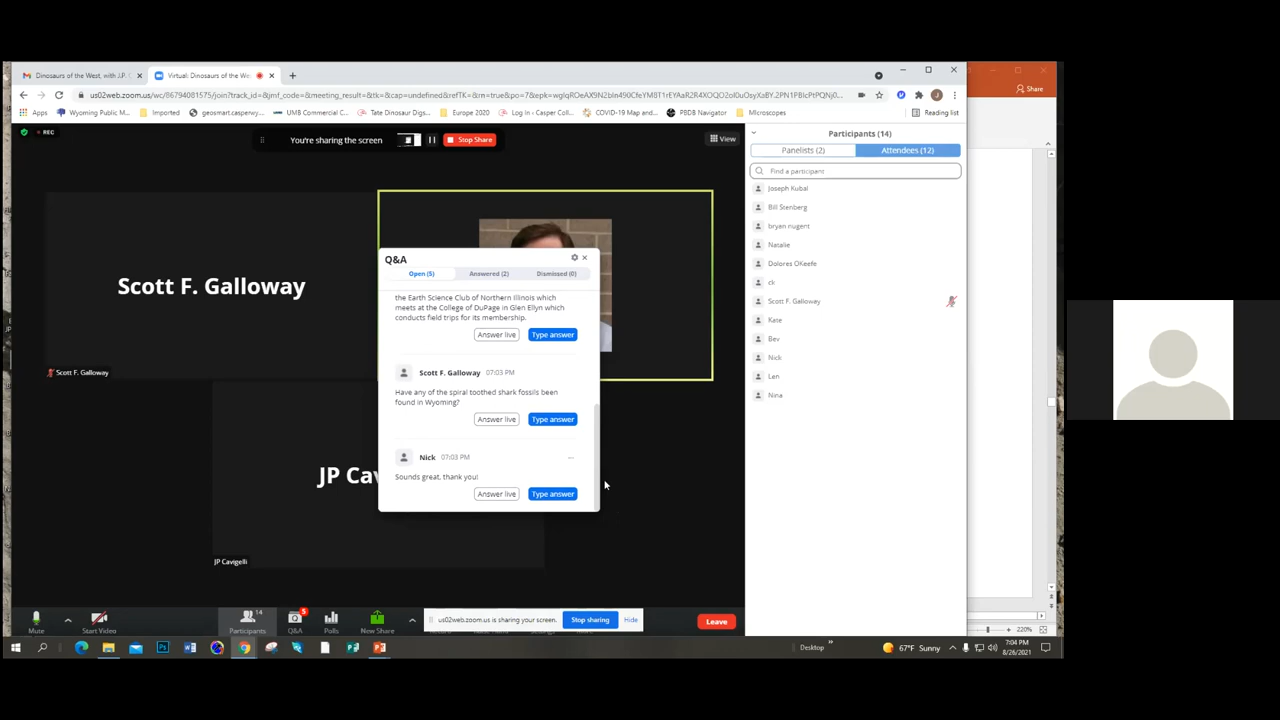 Dinosaurs of the West, with J.P. C
Virtual: Dinosaurs of the We
Apps
Wyoming Public M...
Imported
geosmart.casperwy...
UMB Commercial C...
Tate Dinosaur Digs...
Europe 2020
Log in ‹ Casper Coll...
COVID-19 Map and...
PBDB Navigator
Microscopes
Reading list
Share
REC
You're sharing the screen
Stop Share
View
Participants (14)
Panelists (2)
Attendees (12)
Find a participant
Joseph Kubal
Bill Stenberg
bryan nugent
Natalie
Dolores OKeefe
ck
Scott F. Galloway
Kate
Bev
Nick
Len
Nina
Scott F. Galloway
Scott F. Galloway
Q&A
Open (5)
Answered (2)
Dismissed (0)
the Earth Science Club of Northern Illinois which
meets at the College of DuPage in Glen Ellyn which
conducts field trips for its membership.
Answer live
Type answer
Scott F. Galloway 07:03 PM
Have any of the spiral toothed shark fossils been
found in Wyoming?
Answer live
Type answer
Nick 07:03 PM
Sounds great, thank you!
Answer live
Type answer
JP Cav
JP Cavigelli
Mute
Start Video
14
Participants
5
Q&A
Polls
New Share
us02web.zoom.us is sharing your screen.
Stop sharing
Hide
Leave
220%
Desktop
67°F Sunny
7:04 PM
8/26/2021